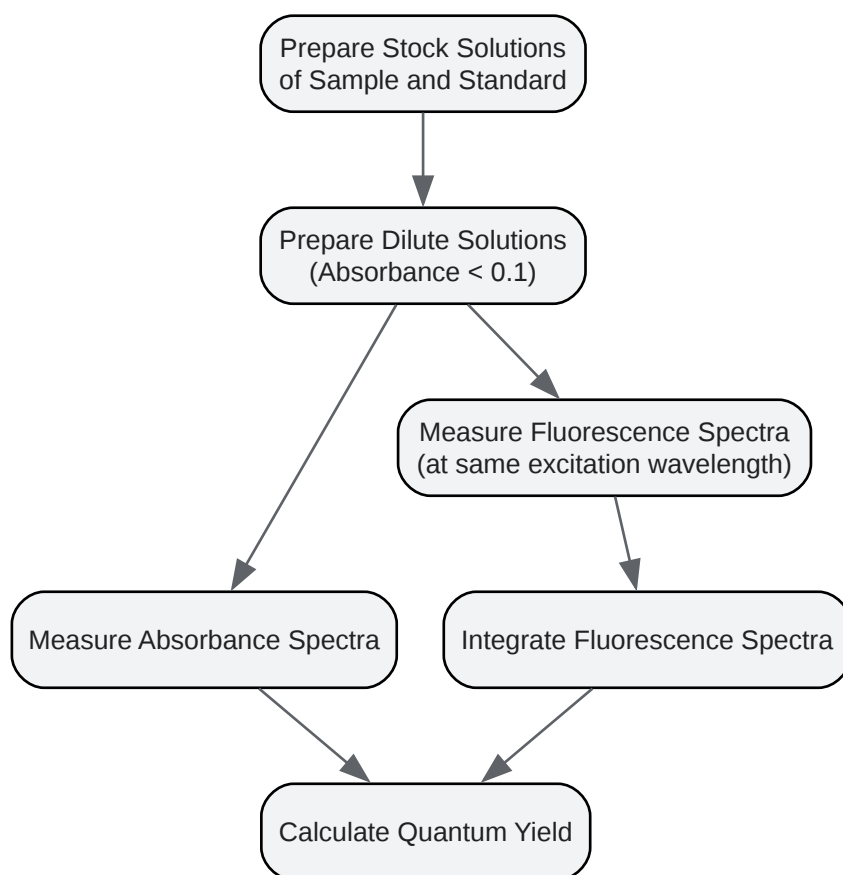 Prepare Stock Solutions
of Sample and Standard
Prepare Dilute Solutions
(Absorbance < 0.1)
Measure Fluorescence Spectra
(at same excitation wavelength)
Measure Absorbance Spectra
Integrate Fluorescence Spectra
Calculate Quantum Yield